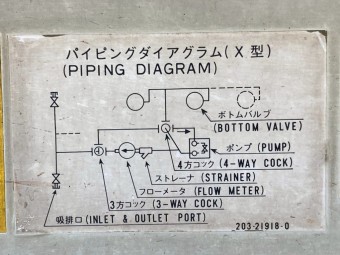 パイピングダイアグラム(X型)
(PIPING DIAGRAM)
ボトムバルブ
(BOTTOM VALVE)
ポンプ (PUMP)
4方コック (4-WAY COCK)
ストレーナ (STRAINER)
フローメータ (FLOW METER)
3方コック (3-WAY COCK)
吸排口 (INLET & OUTLET PORT)
203-21918-0